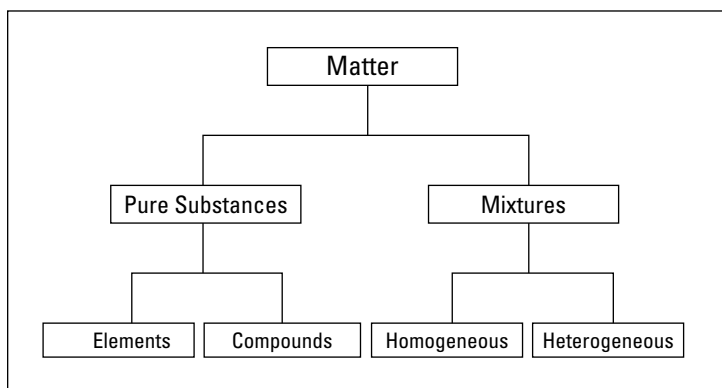 Matter
Pure Substances
Mixtures
Elements
Compounds
Homogeneous
Heterogeneous